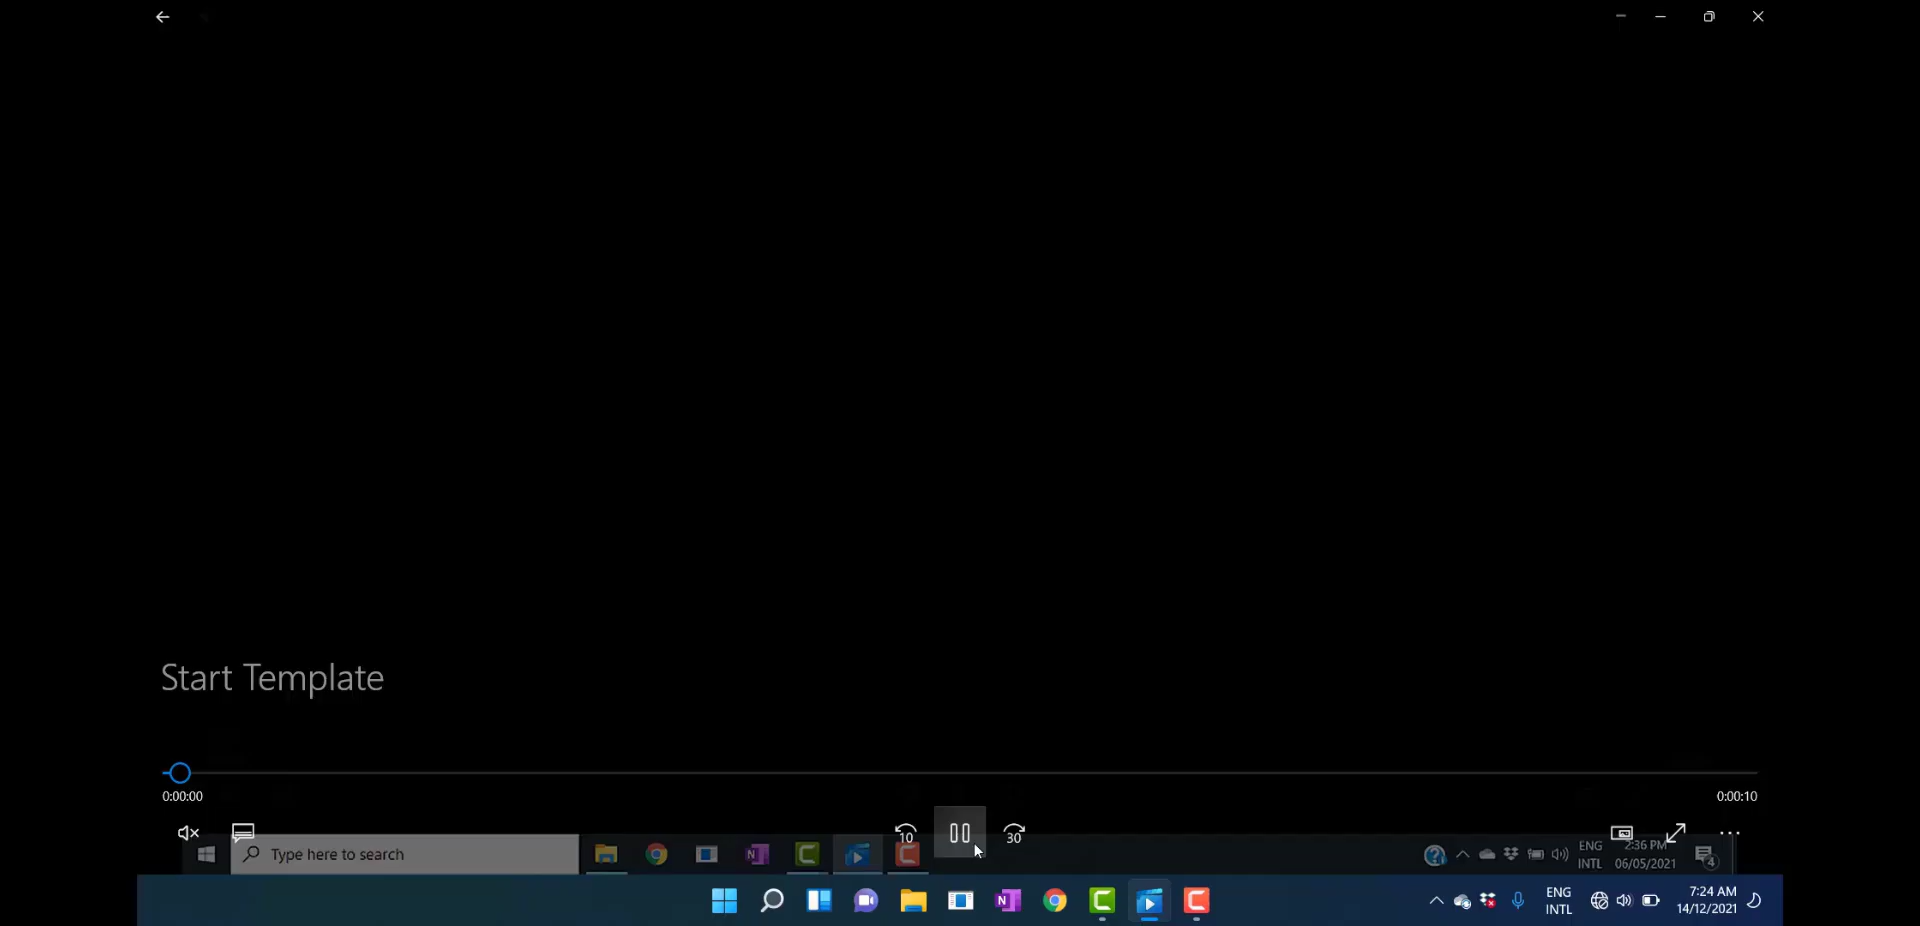 Start Template
0:00:00
0:00:10
10
30
Type here to search
N
ENG
INTL
2:36 PM
06/05/2021
4
N
ENG
INTL
7:24 AM
14/12/2021